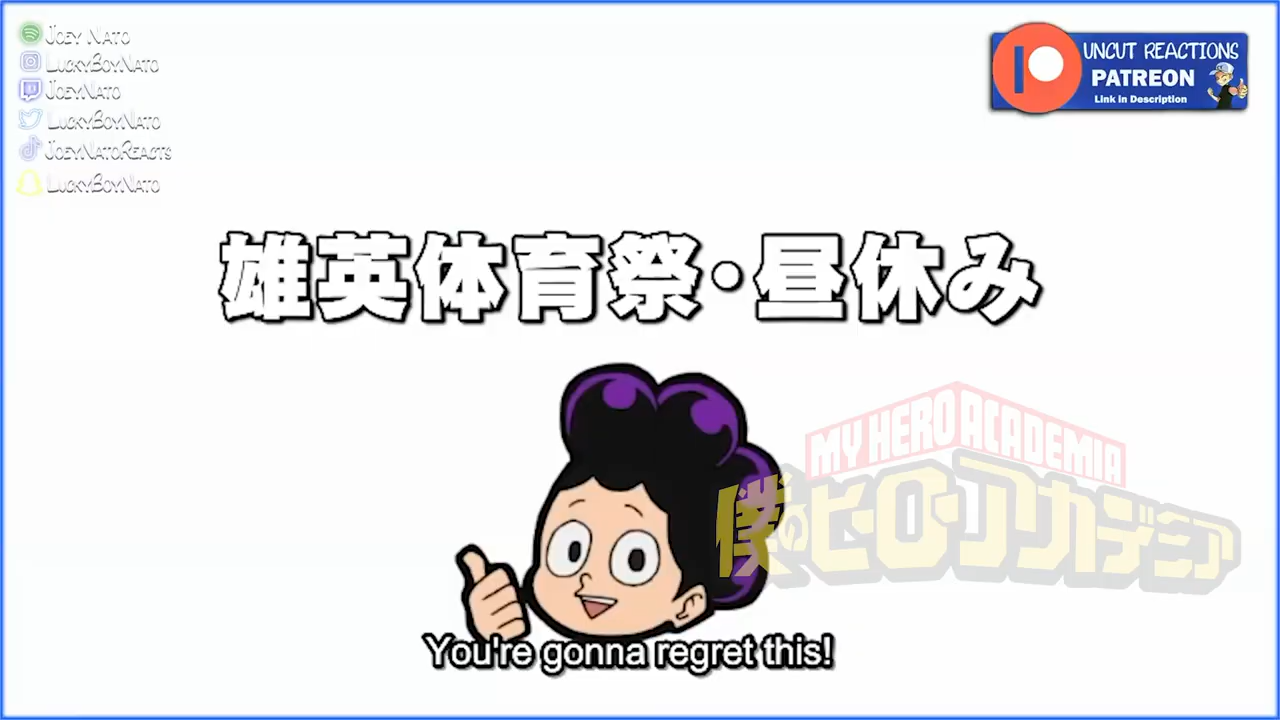 Joey Nato
LuckyBoyNato
JoeyNato
LuckyBoyNato
JoeyNatoReacts
LuckyBoyNato
UNCUT REACTIONS
PATREON
Link in Description
雄英体育祭・昼休み
MY HERO ACADEMIA
僕のヒーローアカデミア
You're gonna regret this!